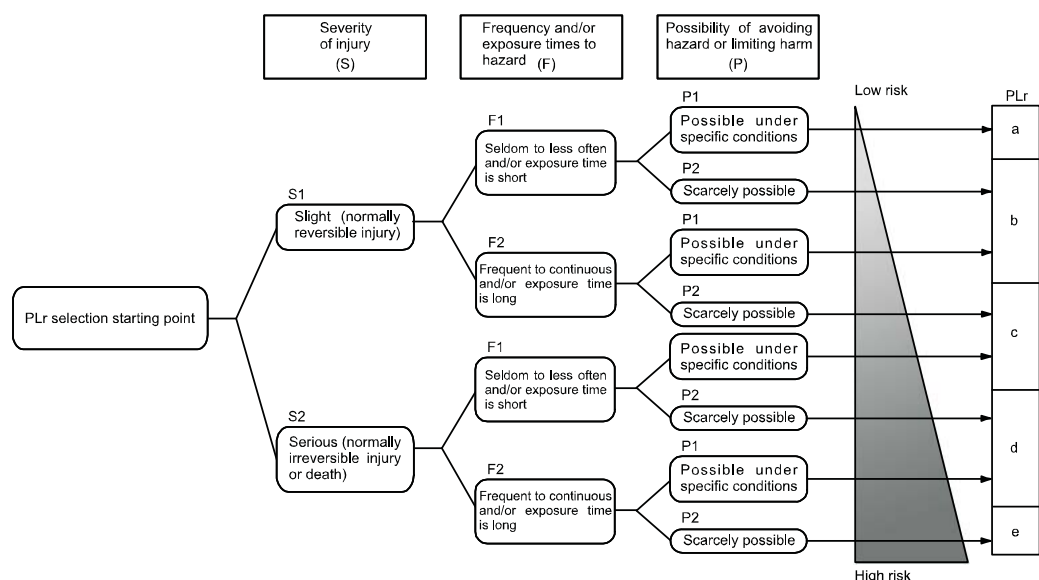 Severity
of injury
(S)
Frequency and/or
exposure times to
hazard (F)
Possibility of avoiding
hazard or limiting harm
(P)
Low risk
PLr
P1
Possible under
specific conditions
a
F1
Seldom to less often
and/or exposure time
is short
P2
Scarcely possible
S1
Slight (normally
reversible injury)
b
P1
Possible under
specific conditions
F2
Frequent to continuous
and/or exposure time
is long
P2
Scarcely possible
PLr selection starting point
c
F1
Seldom to less often
and/or exposure time
is short
P1
Possible under
specific conditions
P2
Scarcely possible
S2
Serious (normally
irreversible injury
or death)
d
P1
Possible under
specific conditions
F2
Frequent to continuous
and/or exposure time
is long
P2
Scarcely possible
e
High risk